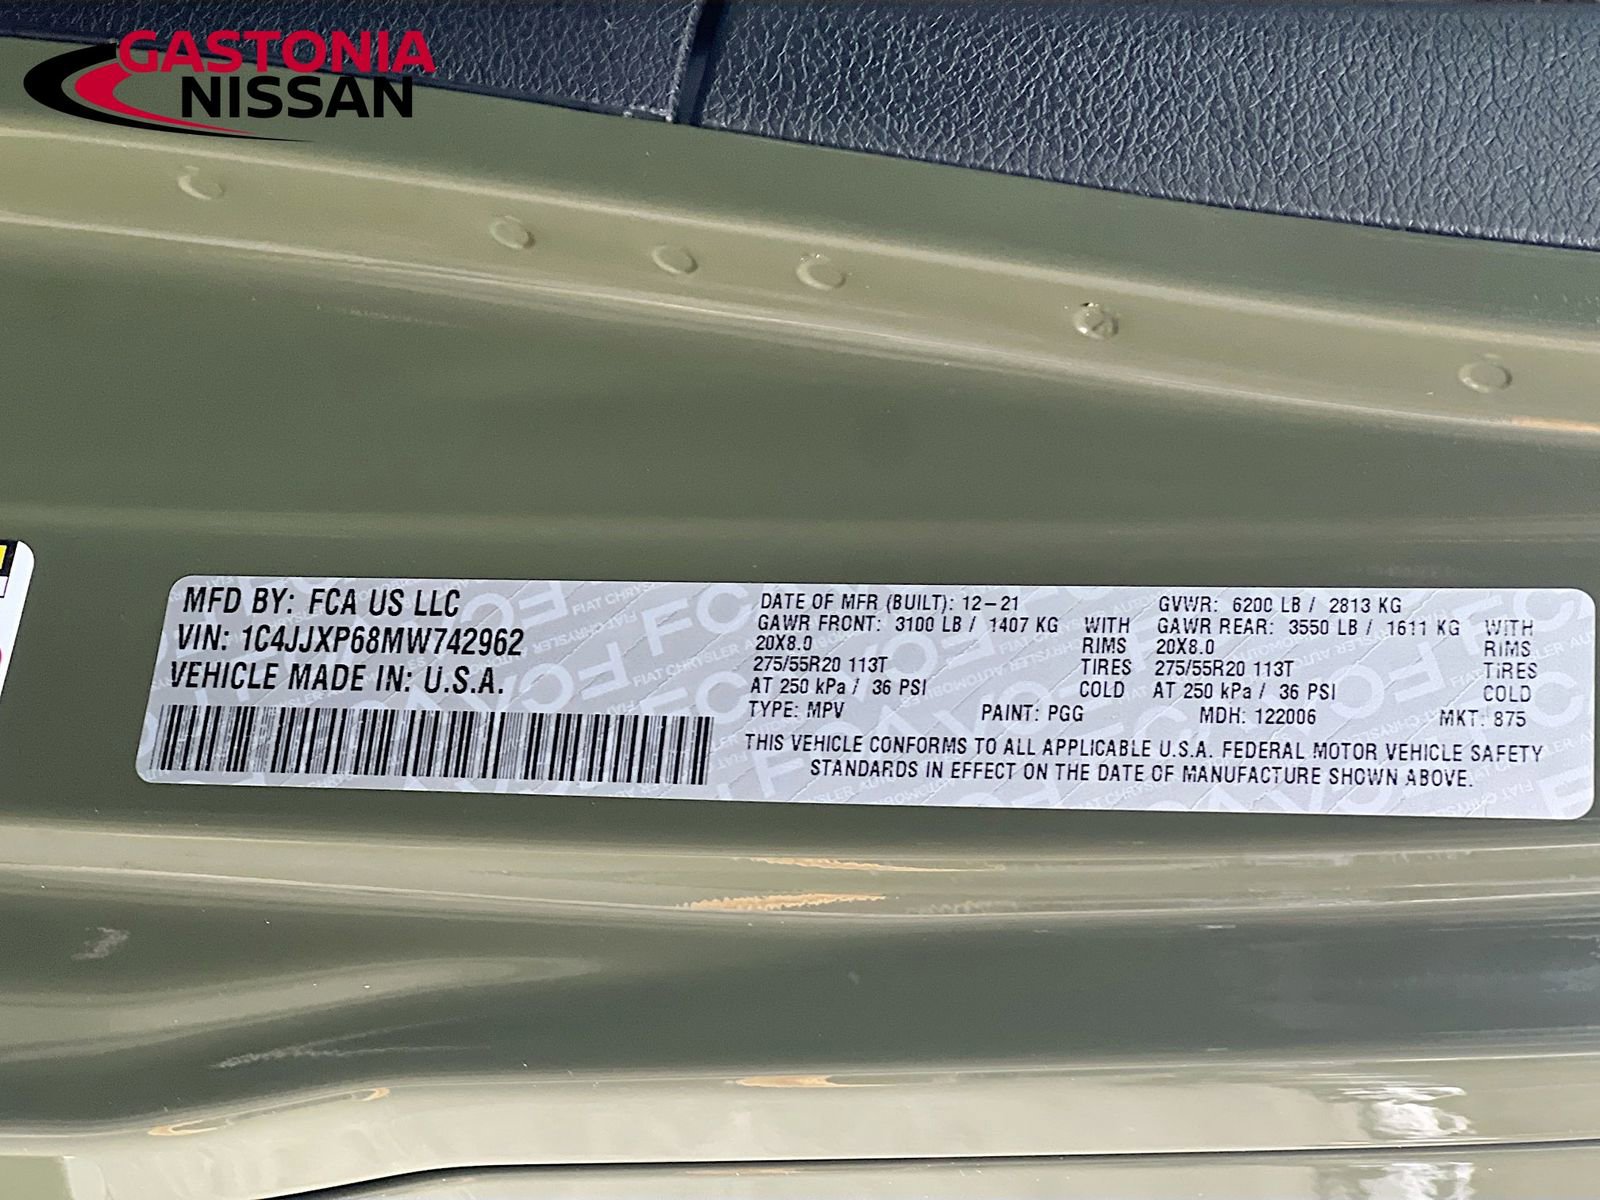 GASTONIA
NISSAN
MFD BY: FCA US LLC
VIN: 1C4JJXP68MW742962
VEHICLE MADE IN: U.S.A.
DATE OF MFR (BUILT): 12-21
GAWR FRONT: 3100 LB / 1407 KG WITH
20X8.0 RIMS
275/55R20 113T TIRES
AT 250 kPa / 36 PSI COLD
GVWR: 6200 LB / 2813 KG
GAWR REAR: 3550 LB / 1611 KG WITH
20X8.0 RIMS
275/55R20 113T TIRES
AT 250 kPa / 36 PSI COLD
TYPE: MPV PAINT: PGG MDH: 122006 MKT: 875
THIS VEHICLE CONFORMS TO ALL APPLICABLE U.S.A. FEDERAL MOTOR VEHICLE SAFETY
STANDARDS IN EFFECT ON THE DATE OF MANUFACTURE SHOWN ABOVE.